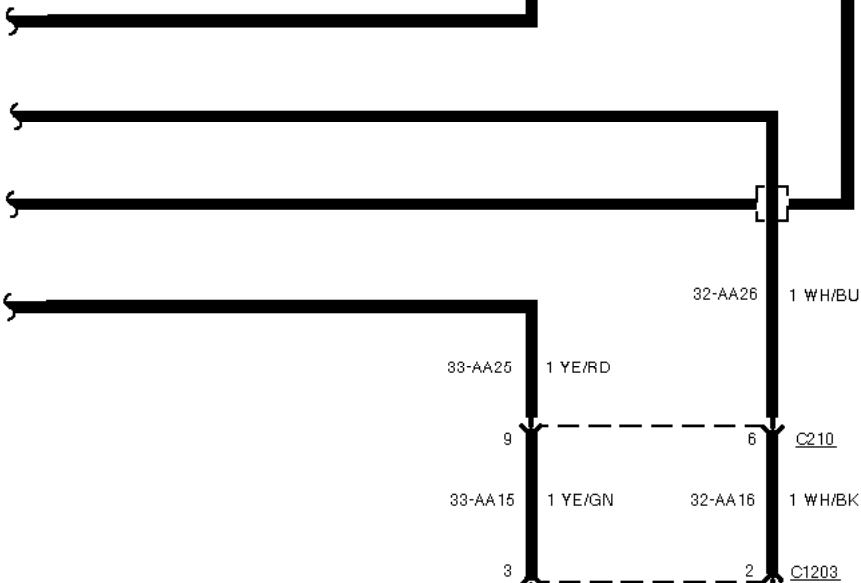 32-AA26 1 WH/BU
33-AA25 1 YE/RD
9 6 C210
33-AA15 1 YE/GN 32-AA16 1 WH/BK
3 2 C1203